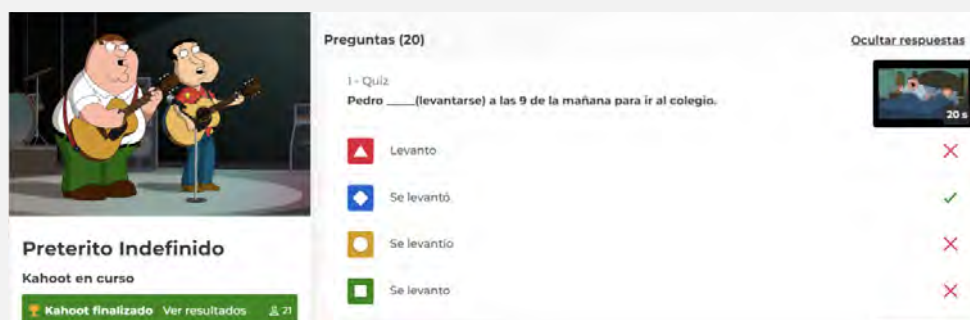 Preterito Indefinido
Kahoot en curso
Kahoot finalizado Ver resultados 21
Preguntas (20)
Ocultar respuestas
1 - Quiz
Pedro ____(levantarse) a las 9 de la mañana para ir al colegio.
20 s
Levanto
Se levantó
Se levantio
Se levanto